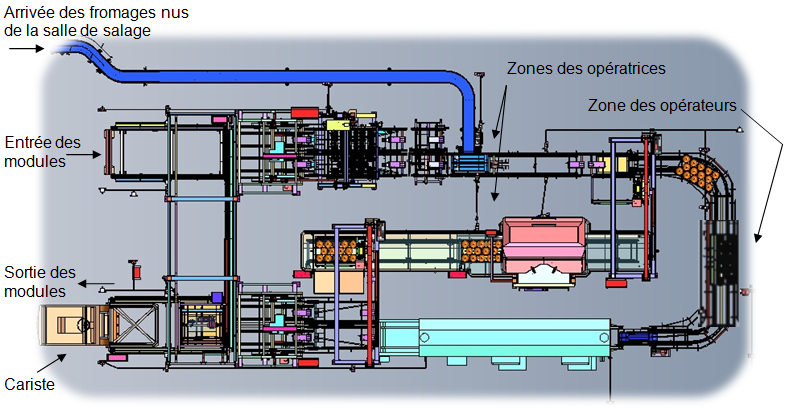 Arrivée des fromages nus
de la salle de salage
Zones des opératrices
Zone des opérateurs
Entrée des
modules
Sortie des
modules
Cariste